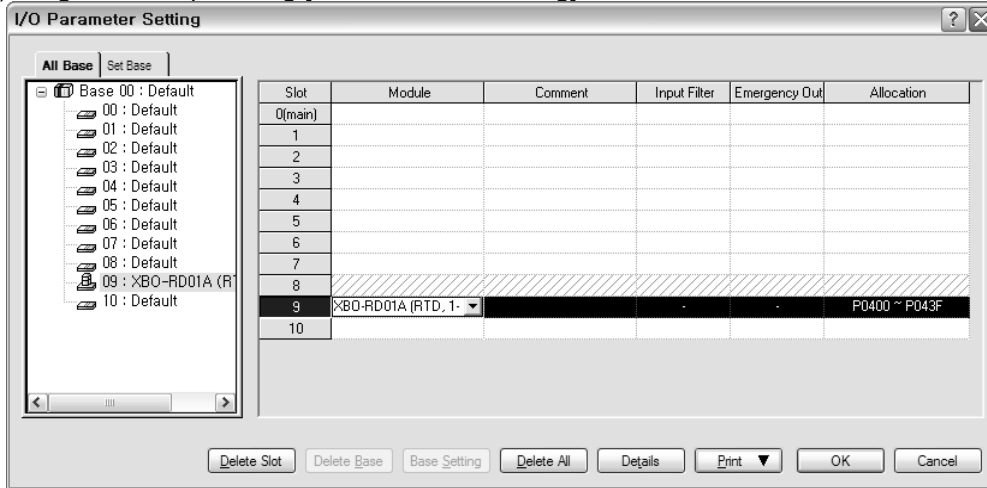 I/O Parameter Setting
All Base Set Base
Base 00 : Default
00 : Default
01 : Default
02 : Default
03 : Default
04 : Default
05 : Default
06 : Default
07 : Default
08 : Default
09 : XBO-RD01A (RT
10 : Default
Slot Module Comment Input Filter Emergency Out Allocation
0(main)
1
2
3
4
5
6
7
8
9 XBO-RD01A (RTD, 1- - - P0400 ~ P043F
10
Delete Slot Delete Base Base Setting Delete All Details Print ▼ OK Cancel